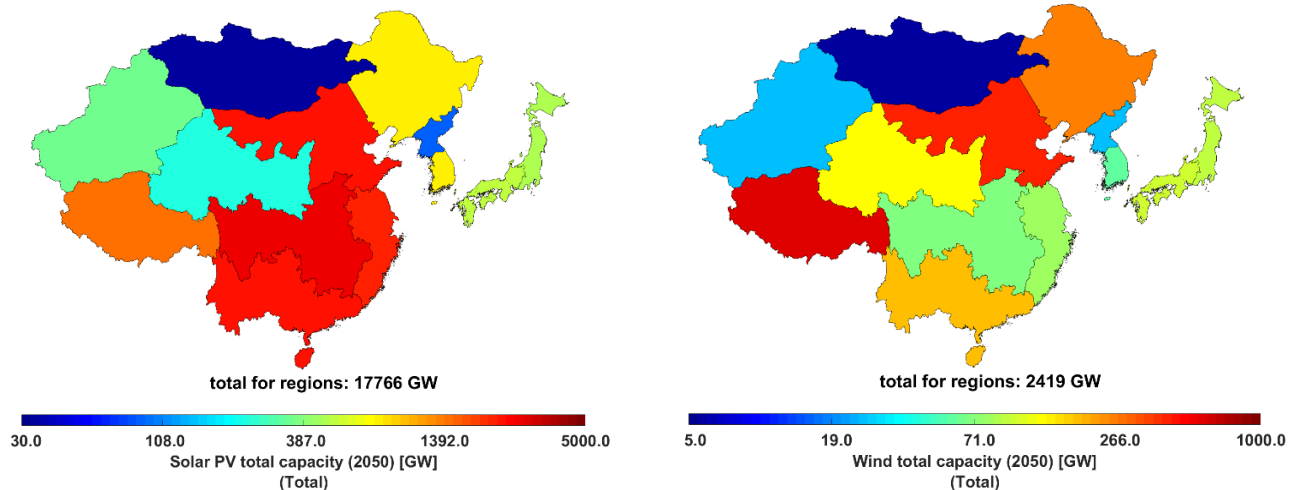 total for regions: 17766 GW
30.0 108.0 387.0 1392.0 5000.0
Solar PV total capacity (2050) [GW]
(Total)
total for regions: 2419 GW
5.0 19.0 71.0 266.0 1000.0
Wind total capacity (2050) [GW]
(Total)